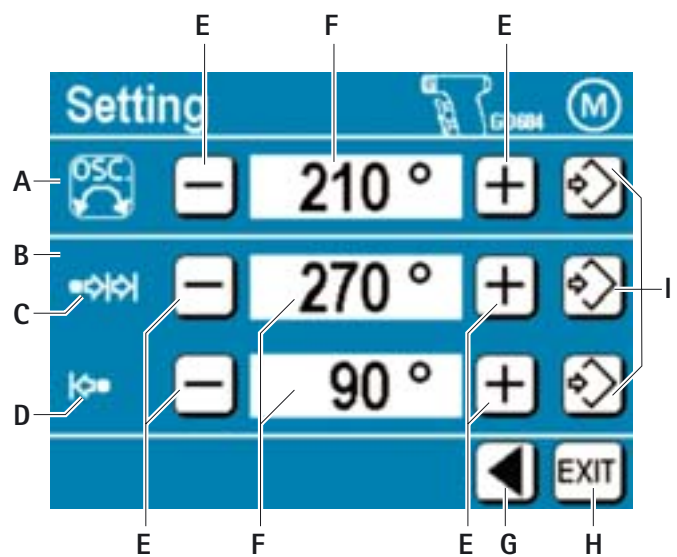 E F E
Setting GD684 M
A OSC. − 210 ° +
B
C − 270 ° + I
D − 90 ° +
EXIT
E F E G H